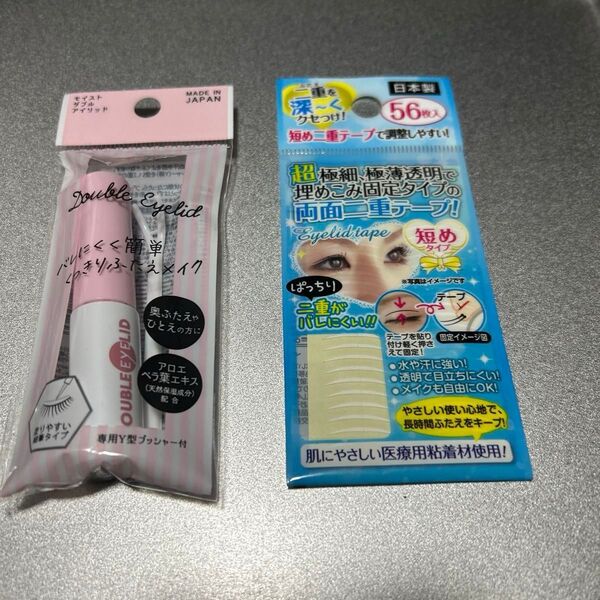 モイスト
ダブル
アイリッド
MADE IN
JAPAN
Double Eyelid
バレにくく簡単
くっきりふたえメイク
奥ふたえや
ひとえの方に
アロエ
ベラ葉エキス
(天然保湿成分)
配合
DOUBLE EYELID
DOUBLE EYELID
塗りやすい
専用Y型プッシャー付
二重を
深〜く
クセつけ!
日本製
56枚入
短め二重テープで調整しやすい!
超極細、極薄透明で
埋めこみ固定タイプの
両面二重テープ!
Eyelid tape
短め
タイプ
※写真はイメージです
ぱっちり
二重が
バレにくい!!
テープ
テープを貼り
付け軽く押さ
えて固定!
固定イメージ図
●水や汗に強い!
●透明で目立ちにくい!
●メイクも自由にOK!
やさしい使い心地で、
長時間ふたえをキープ!
肌にやさしい医療用粘着材使用!